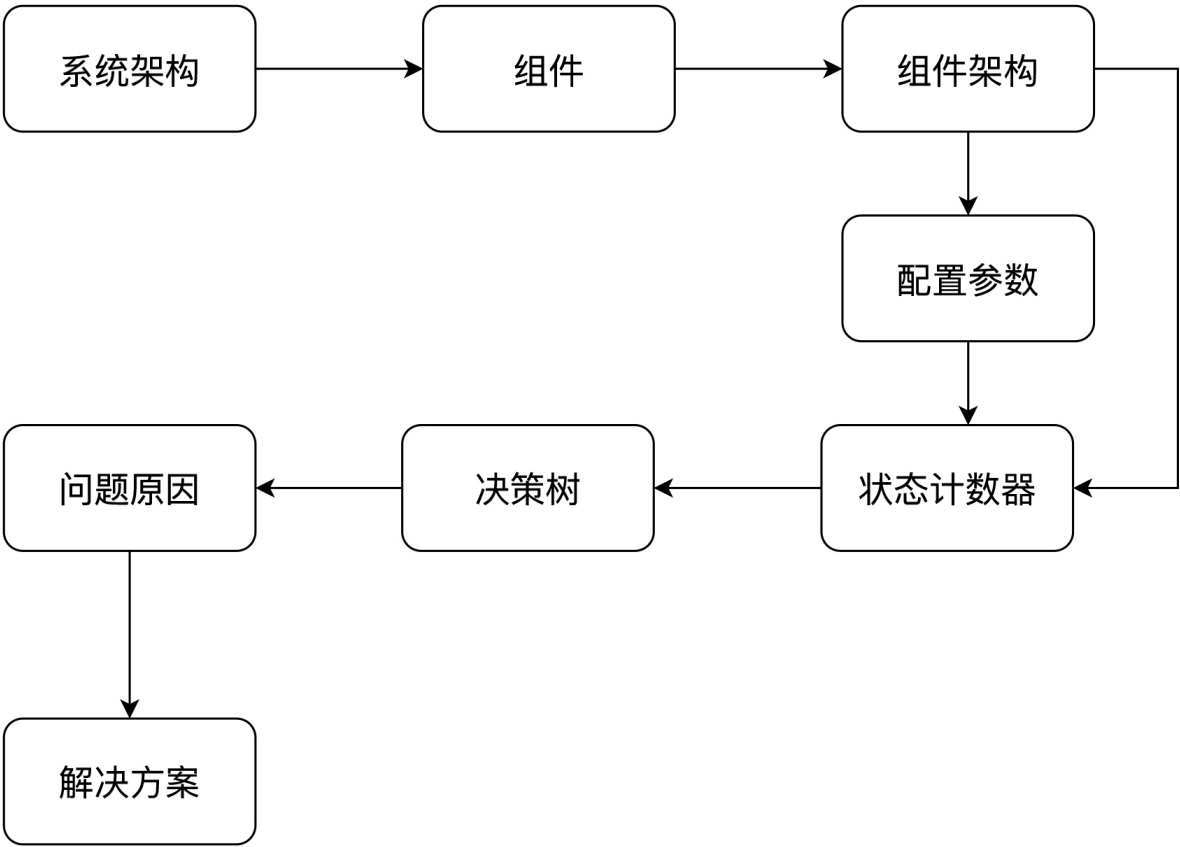 系统架构
组件
组件架构
配置参数
状态计数器
决策树
问题原因
解决方案